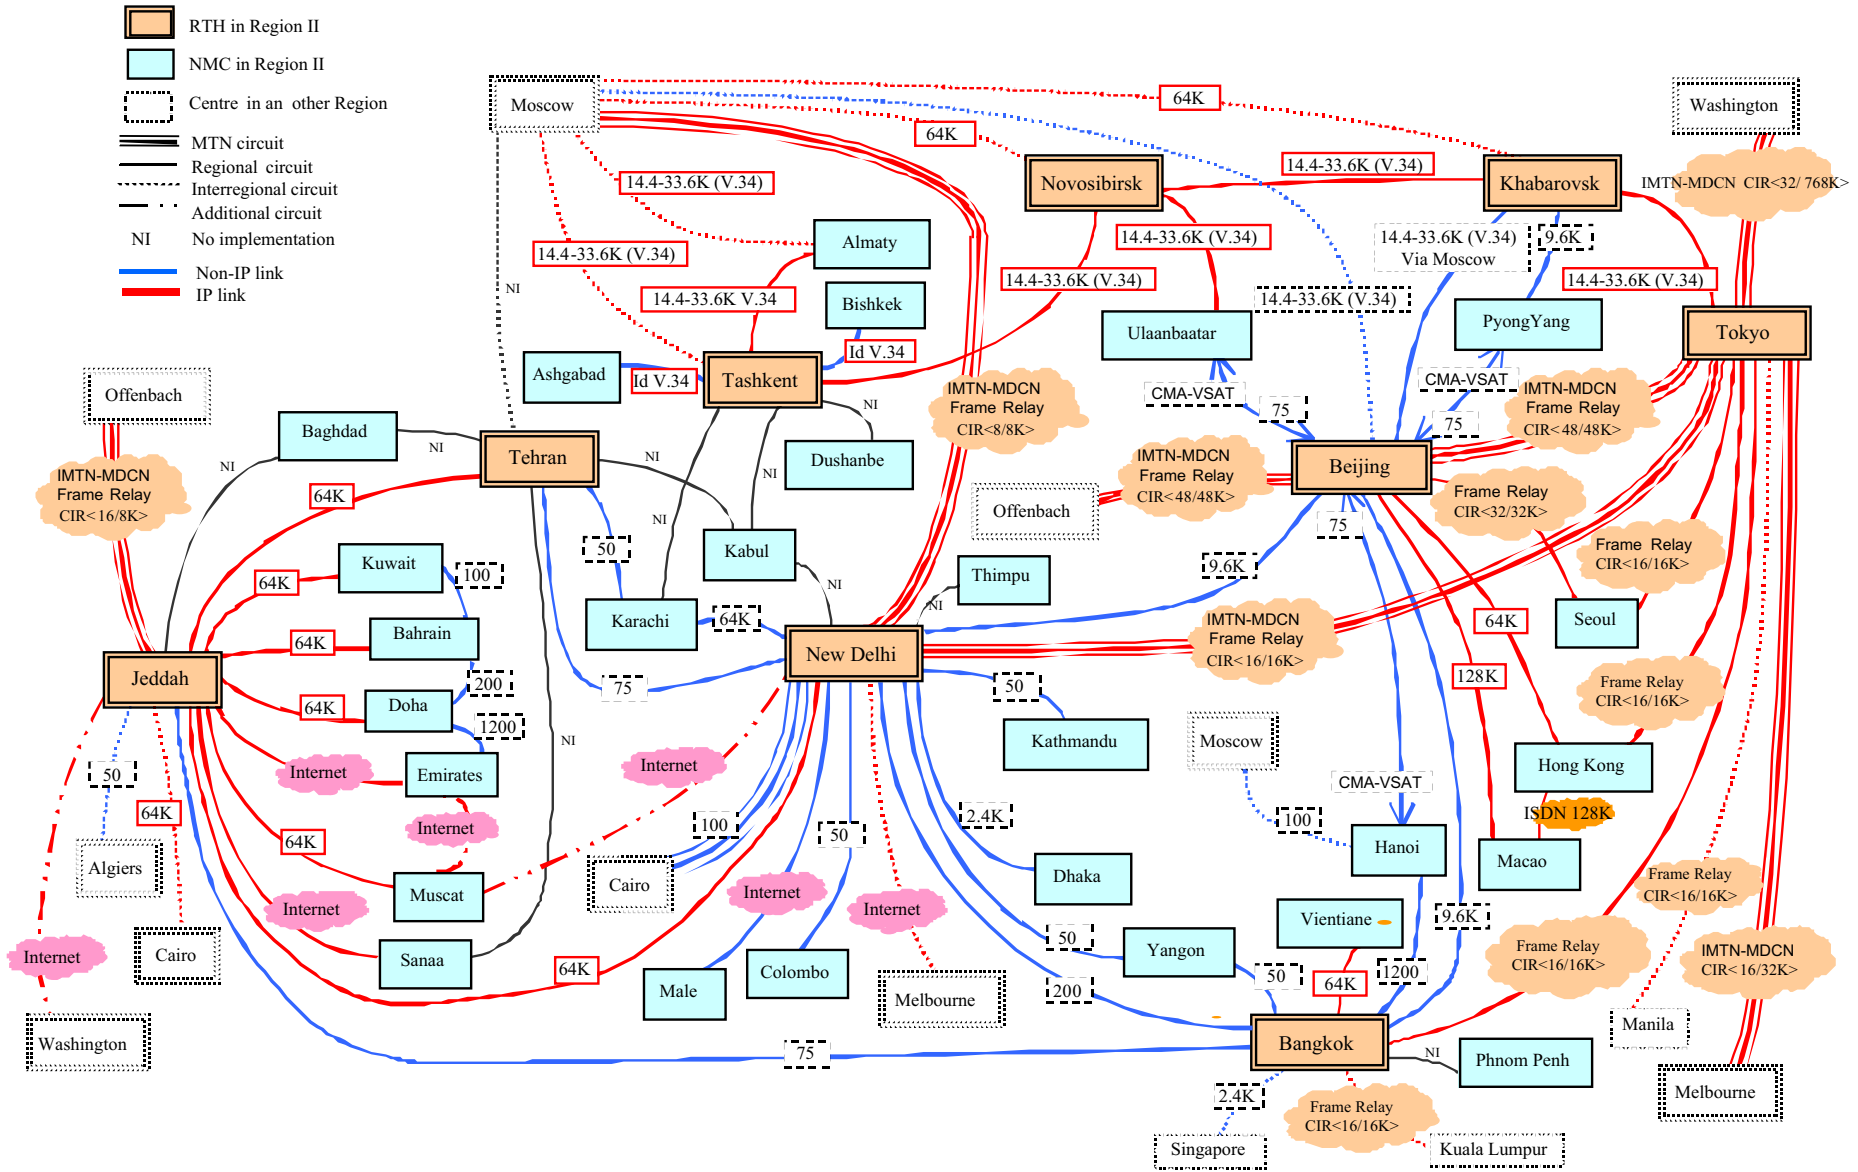 RTH in Region II
NMC in Region II
Centre in an other Region
MTN circuit
Regional circuit
Interregional circuit
Additional circuit
NI No implementation
Non-IP link
IP link
Moscow
Washington
64K
64K
Novosibirsk
14.4-33.6K (V.34)
Khabarovsk
IMTN-MDCN CIR<32/ 768K>
14.4-33.6K (V.34)
14.4-33.6K (V.34)
Almaty
14.4-33.6K (V.34)
14.4-33.6K (V.34)
Via Moscow
9.6K
14.4-33.6K (V.34)
14.4-33.6K (V.34)
NI
14.4-33.6K V.34
Bishkek
14.4-33.6K (V.34)
Ulaanbaatar
PyongYang
Tokyo
Id V.34
Ashgabad
Id V.34
Tashkent
Offenbach
IMTN-MDCN
Frame Relay
CIR<8/8K>
CMA-VSAT
75
CMA-VSAT
75
IMTN-MDCN
Frame Relay
CIR<48/48K>
Baghdad
NI
Tehran
NI
NI
NI
Dushanbe
NI
NI
Beijing
IMTN-MDCN
Frame Relay
CIR<48/48K>
IMTN-MDCN
Frame Relay
CIR<16/8K>
64K
Offenbach
Frame Relay
CIR<32/32K>
NI
75
50
Kabul
Frame Relay
CIR<16/16K>
Kuwait
100
64K
NI
Thimpu
NI
9.6K
Karachi
64K
Bahrain
64K
New Delhi
IMTN-MDCN
Frame Relay
CIR<16/16K>
64K
Seoul
Jeddah
200
75
50
128K
Frame Relay
CIR<16/16K>
Doha
64K
1200
NI
Kathmandu
Moscow
Internet
Emirates
Internet
50
Hong Kong
CMA-VSAT
64K
Internet
100
50
2.4K
100
ISDN 128K
64K
Algiers
Muscat
Cairo
Internet
Internet
Dhaka
Hanoi
Macao
Frame Relay
CIR<16/16K>
Internet
Vientiane
9.6K
Internet
Cairo
Sanaa
64K
Male
Colombo
Melbourne
50
Yangon
50
200
64K
1200
Frame Relay
CIR<16/16K>
IMTN-MDCN
CIR<16/32K>
Washington
75
Bangkok
NI
Phnom Penh
Manila
Melbourne
2.4K
Frame Relay
CIR<16/16K>
Singapore
Kuala Lumpur